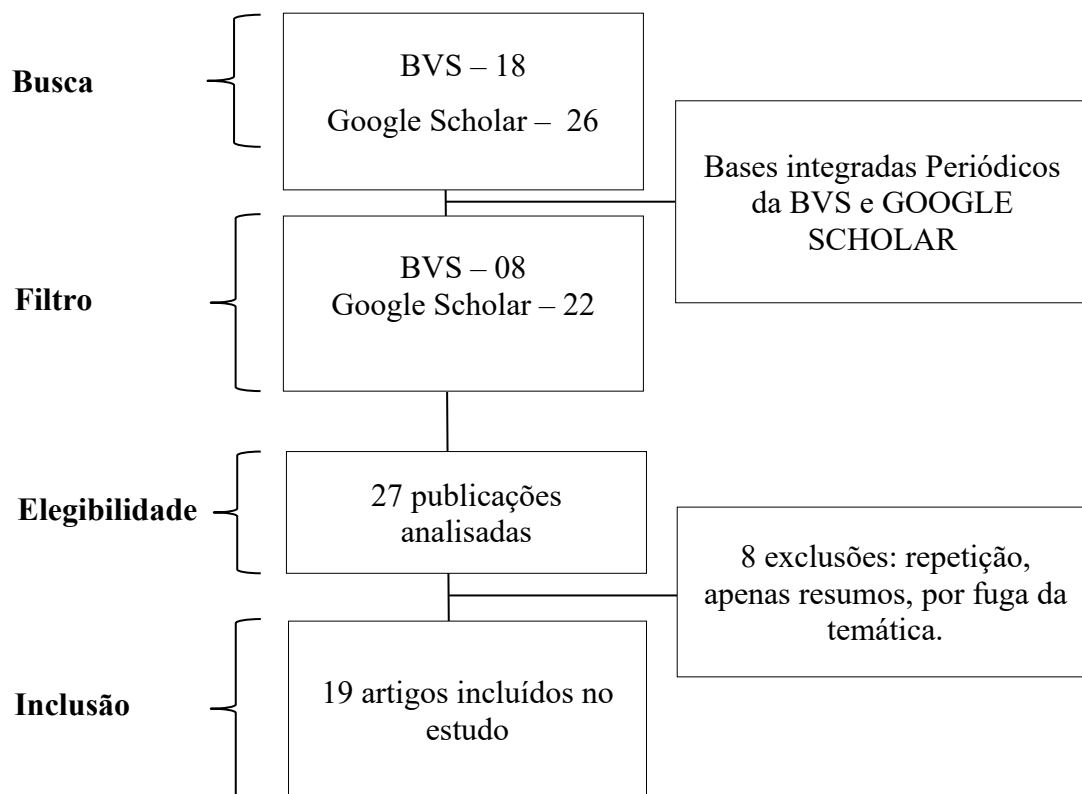 Busca
BVS – 18
Google Scholar – 26
Bases integradas Periódicos
da BVS e GOOGLE
SCHOLAR
Filtro
BVS – 08
Google Scholar – 22
Elegibilidade
27 publicações
analisadas
8 exclusões: repetição,
apenas resumos, por fuga da
temática.
Inclusão
19 artigos incluídos no
estudo